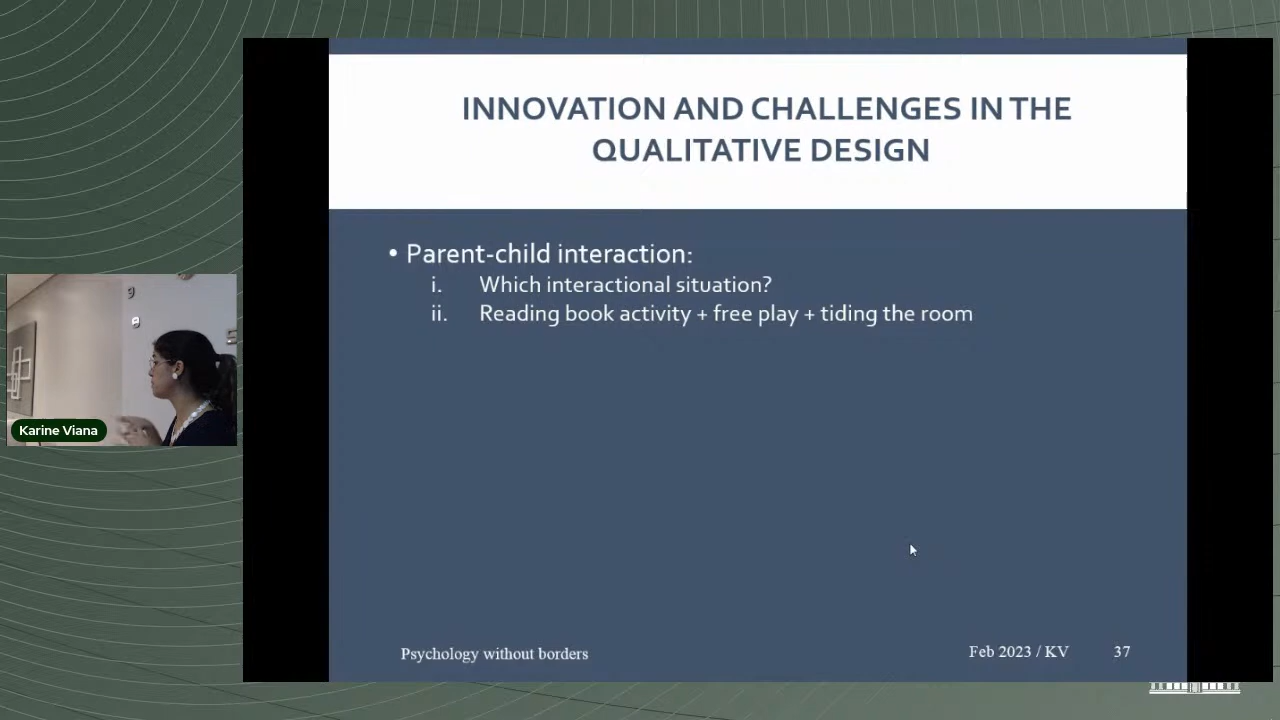 INNOVATION AND CHALLENGES IN THE
QUALITATIVE DESIGN
• Parent-child interaction:
i. Which interactional situation?
ii. Reading book activity + free play + tiding the room
Karine Viana
Psychology without borders
Feb 2023 / KV 37